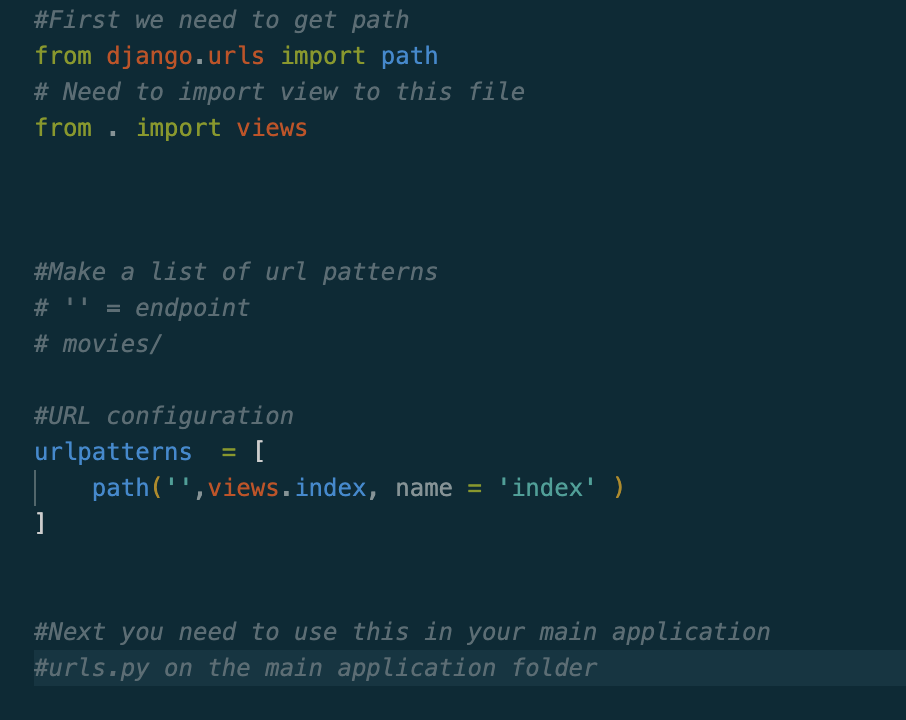 #First we need to get path
from django.urls import path
# Need to import view to this file
from . import views
#Make a list of url patterns
# '' = endpoint
# movies/
#URL configuration
urlpatterns  = [
    path('',views.index, name = 'index' )
]
#Next you need to use this in your main application
#urls.py on the main application folder